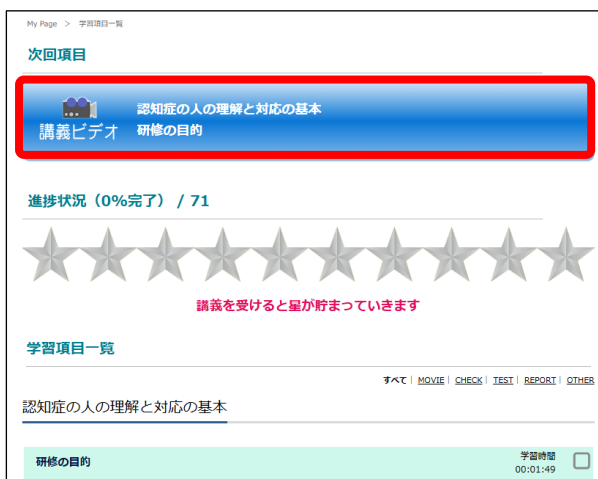 My Page > 学習項目一覧
次回項目
認知症の人の理解と対応の基本
講義ビデオ 研修の目的
進捗状況（0%完了）/ 71
講義を受けると星が貯まっていきます
学習項目一覧
すべて | MOVIE | CHECK | TEST | REPORT | OTHER
認知症の人の理解と対応の基本
研修の目的
学習時間
00:01:49